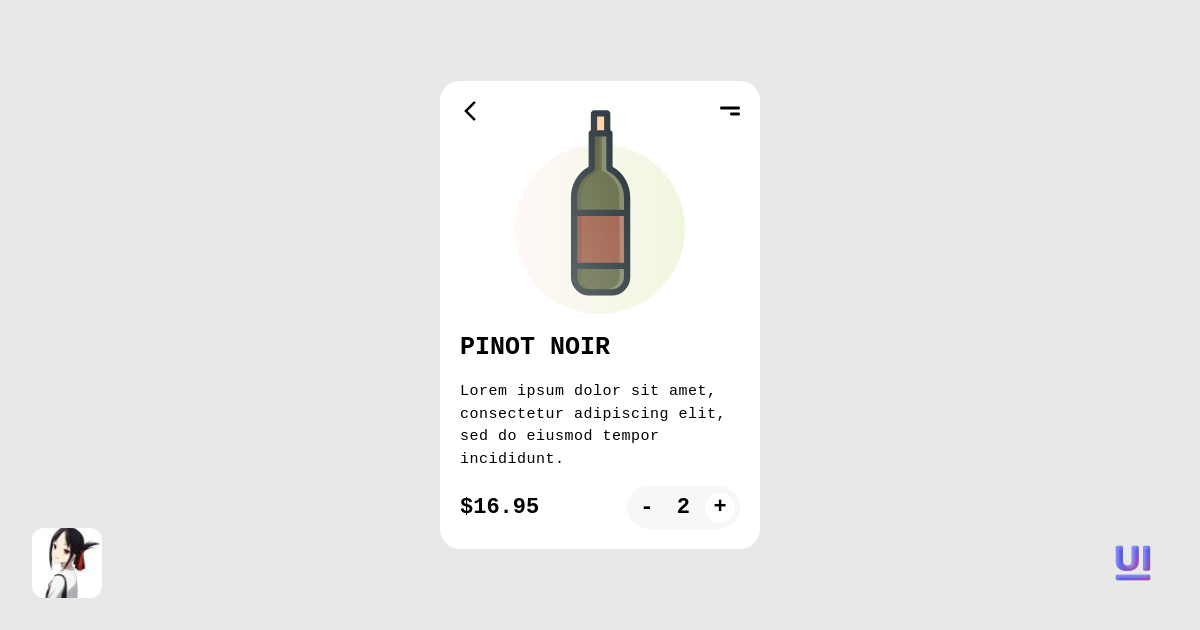 PINOT NOIR
Lorem ipsum dolor sit amet,
consectetur adipiscing elit,
sed do eiusmod tempor
incididunt.
$16.95 - 2 +
UI